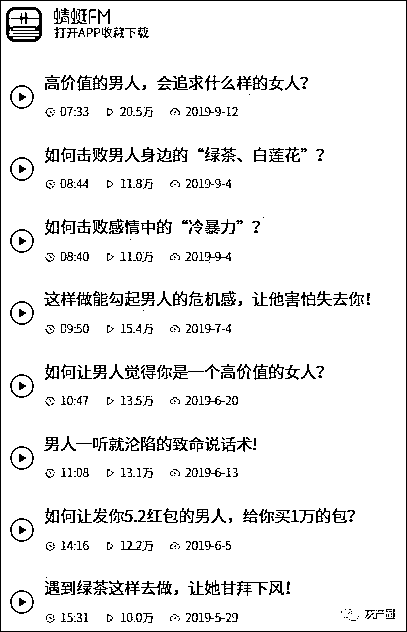 蜻蜓FM
打开APP收藏下载
高价值的男人，会追求什么样的女人？
07:33 20.5万 2019-9-12
如何击败男人身边的“绿茶、白莲花”？
08:44 11.8万 2019-9-4
如何击败感情中的“冷暴力”？
08:40 11.0万 2019-9-4
这样做能勾起男人的危机感，让他害怕失去你！
09:50 15.4万 2019-7-4
如何让男人觉得你是一个高价值的女人？
10:47 13.5万 2019-6-20
男人一听就沦陷的致命说话术！
11:08 13.1万 2019-6-13
如何让发你5.2红包的男人，给你买1万的包？
14:16 12.2万 2019-6-5
遇到绿茶这样去做，让她甘拜下风！
15:31 10.0万 2019-5-29
灰产圈